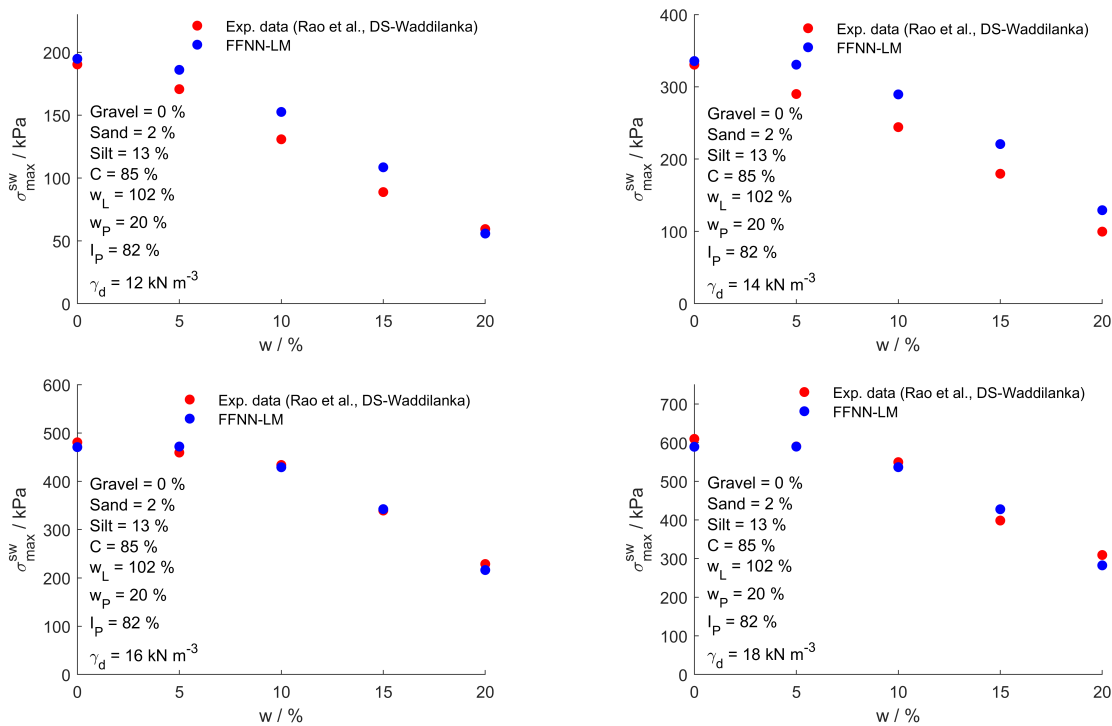 Exp. data (Rao et al., DS-Waddilanka)
FFNN-LM
200
150
100
50
0
σ_max^sw / kPa
Gravel = 0 %
Sand = 2 %
Silt = 13 %
C = 85 %
w_L = 102 %
w_P = 20 %
I_P = 82 %
γ_d = 12 kN m^-3
0 5 10 15 20
w / %
Exp. data (Rao et al., DS-Waddilanka)
FFNN-LM
400
300
200
100
0
σ_max^sw / kPa
Gravel = 0 %
Sand = 2 %
Silt = 13 %
C = 85 %
w_L = 102 %
w_P = 20 %
I_P = 82 %
γ_d = 14 kN m^-3
0 5 10 15 20
w / %
Exp. data (Rao et al., DS-Waddilanka)
FFNN-LM
600
500
400
300
200
100
0
σ_max^sw / kPa
Gravel = 0 %
Sand = 2 %
Silt = 13 %
C = 85 %
w_L = 102 %
w_P = 20 %
I_P = 82 %
γ_d = 16 kN m^-3
0 5 10 15 20
w / %
Exp. data (Rao et al., DS-Waddilanka)
FFNN-LM
700
600
500
400
300
200
100
0
σ_max^sw / kPa
Gravel = 0 %
Sand = 2 %
Silt = 13 %
C = 85 %
w_L = 102 %
w_P = 20 %
I_P = 82 %
γ_d = 18 kN m^-3
0 5 10 15 20
w / %